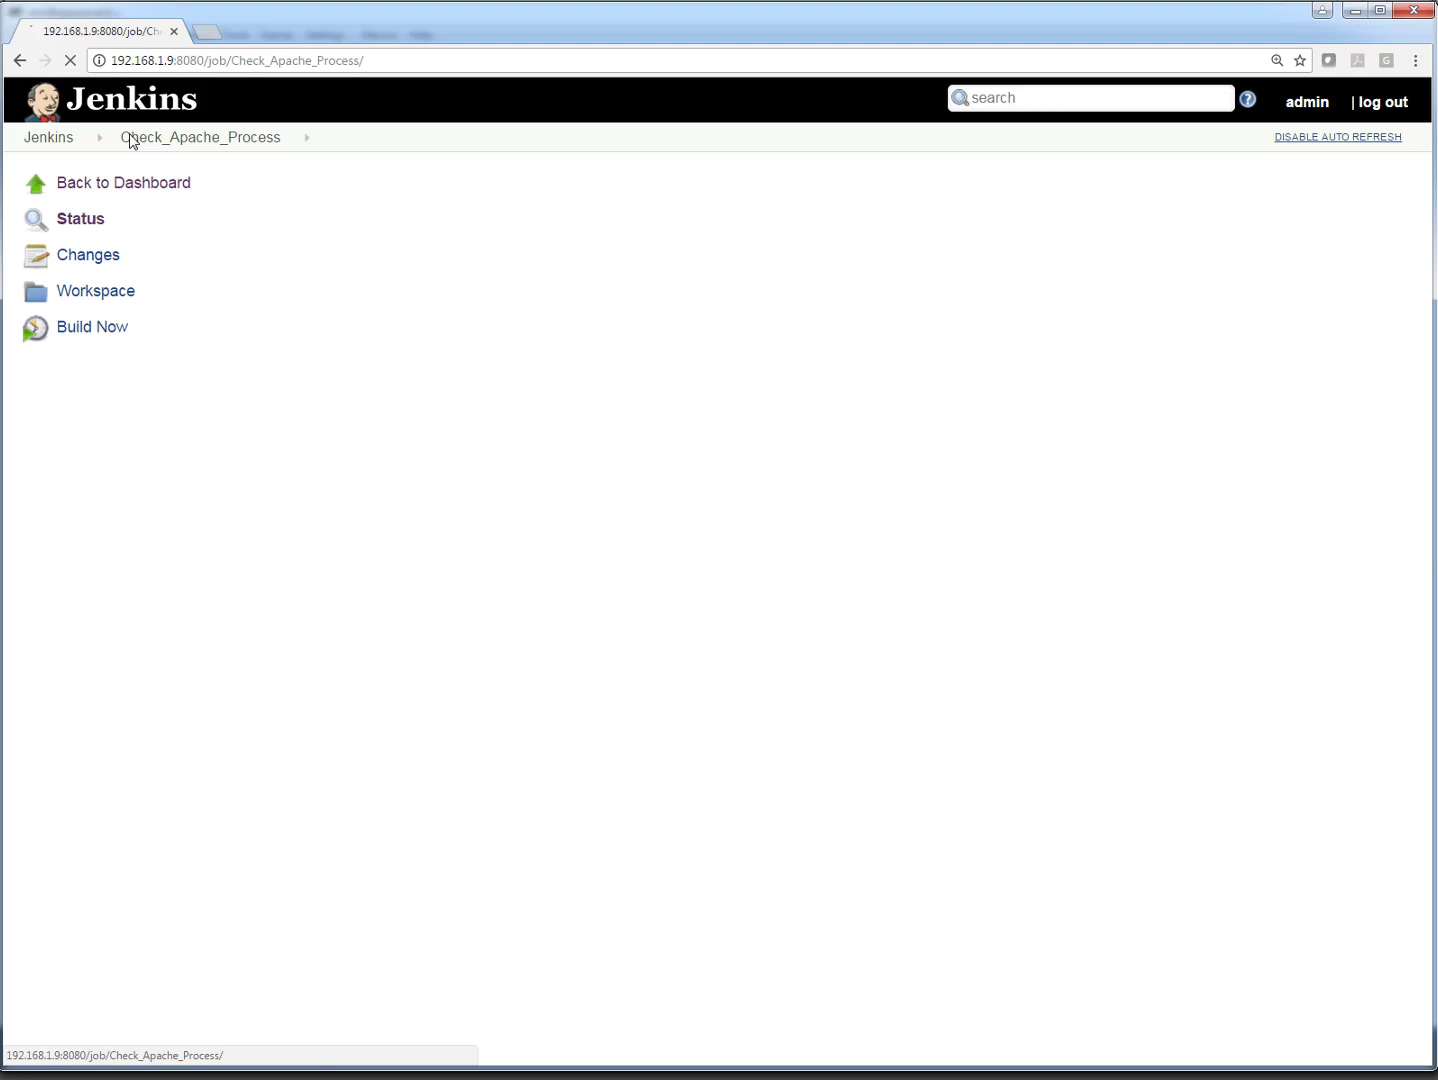 192.168.1.9:8080/job/Ch
192.168.1.9:8080/job/Check_Apache_Process/
Jenkins
search
admin
| log out
Jenkins
Check_Apache_Process
DISABLE AUTO REFRESH
Back to Dashboard
Status
Changes
Workspace
Build Now
192.168.1.9:8080/job/Check_Apache_Process/